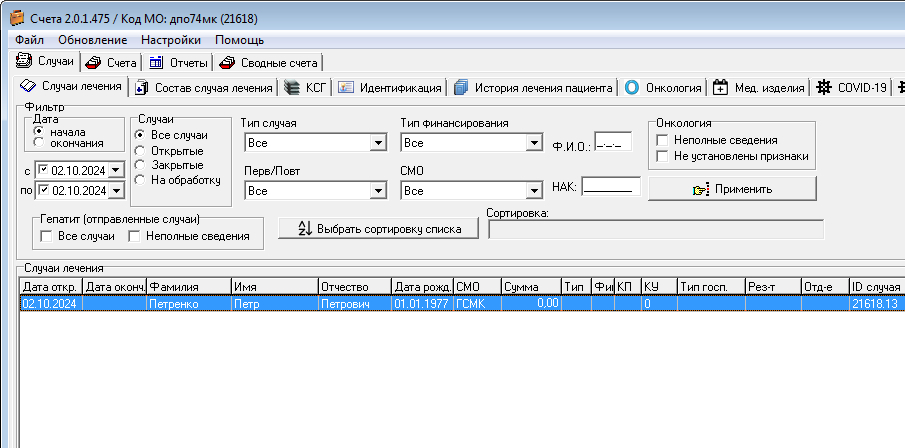 Счета 2.0.1.475 / Код МО: дпо74мк (21618)
Файл Обновление Настройки Помощь
Случаи Счета Отчеты Сводные счета
Случаи лечения Состав случая лечения КСГ Идентификация История лечения пациента Онкология Мед. изделия COVID-19
Фильтр
Дата
начала
окончания
с 02.10.2024
по 02.10.2024
Случаи
Все случаи
Открытые
Закрытые
На обработку
Тип случая
Все
Перв/Повт
Все
Тип финансирования
Все
СМО
Все
Ф.И.О.: _-_-_
НАК:
Онкология
Неполные сведения
Не установлены признаки
Применить
Гепатит (отправленные случаи)
Все случаи Неполные сведения
Выбрать сортировку списка
Сортировка:
Случаи лечения
Дата откр. Дата оконч. Фамилия Имя Отчество Дата рожд. СМО Сумма Тип Фин КП КУ Тип госп. Рез-т Отд-е ID случая
02.10.2024 Петренко Петр Петрович 01.01.1977 ГСМК 0,00 0 21618.13